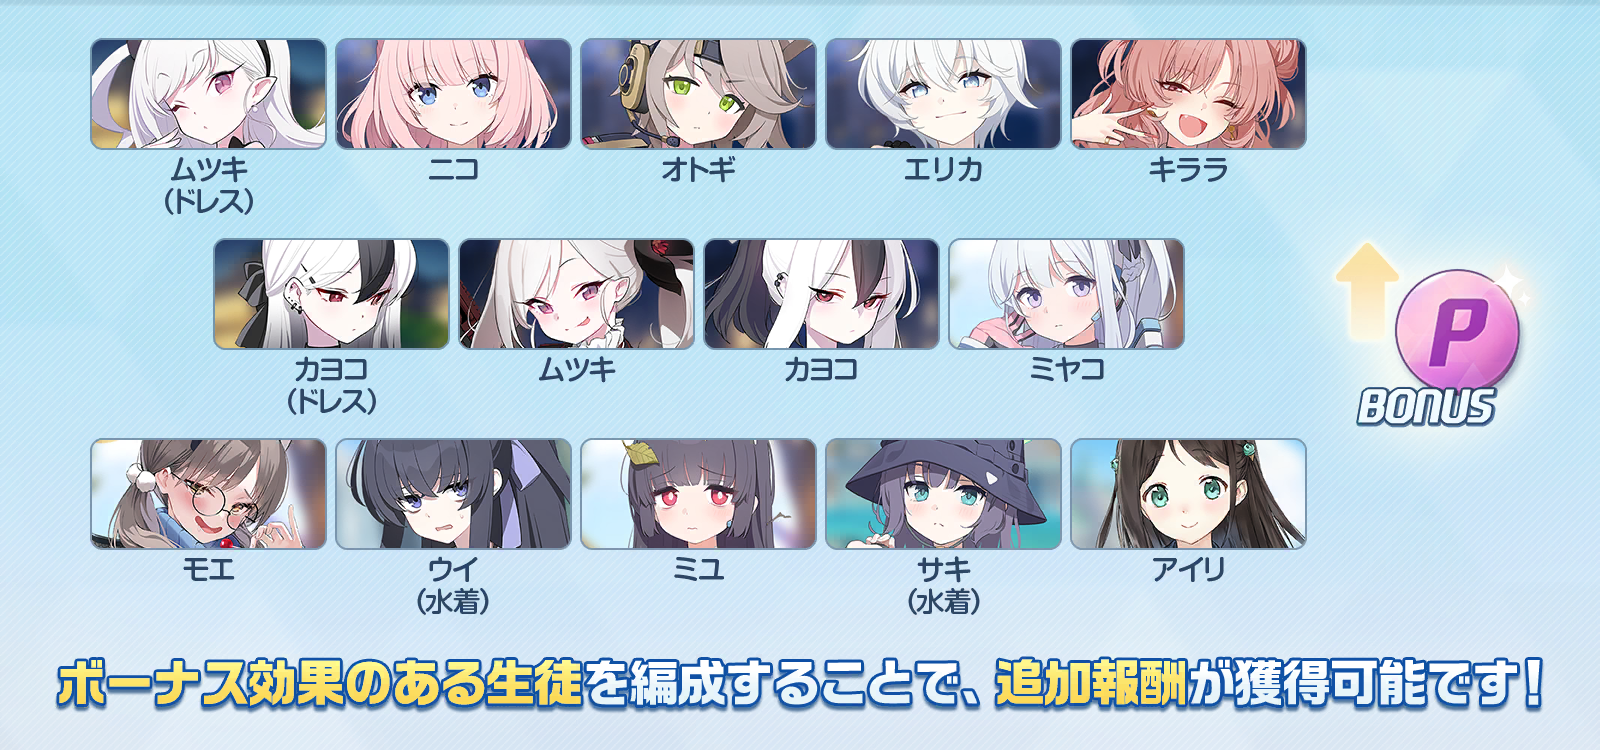 ムツキ
(ドレス)
ニコ
オトギ
エリカ
キララ
カヨコ
(ドレス)
ムツキ
カヨコ
ミヤコ
P
BONUS
モエ
ウイ
(水着)
ミユ
サキ
(水着)
アイリ
ボーナス効果のある生徒を編成することで、追加報酬が獲得可能です！